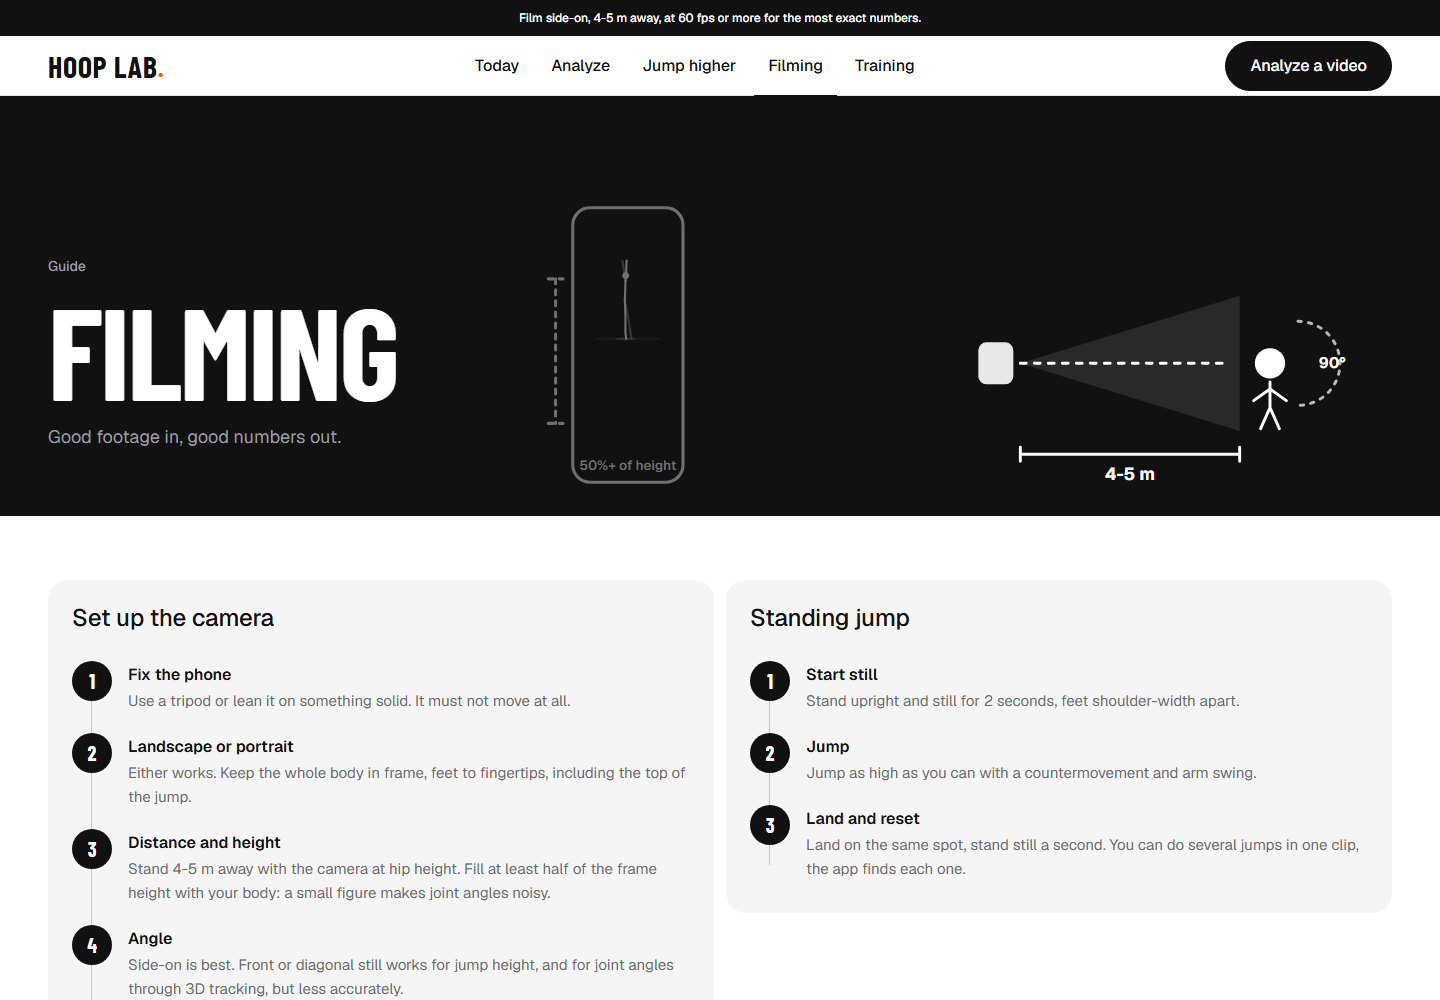 Film side-on, 4-5 m away, at 60 fps or more for the most exact numbers.
HOOP LAB.
Today
Analyze
Jump higher
Filming
Training
Analyze a video
Guide
FILMING
Good footage in, good numbers out.
50%+ of height
90°
4-5 m
Set up the camera
1
Fix the phone
Use a tripod or lean it on something solid. It must not move at all.
2
Landscape or portrait
Either works. Keep the whole body in frame, feet to fingertips, including the top of
the jump.
3
Distance and height
Stand 4-5 m away with the camera at hip height. Fill at least half of the frame
height with your body: a small figure makes joint angles noisy.
4
Angle
Side-on is best. Front or diagonal still works for jump height, and for joint angles
through 3D tracking, but less accurately.
Standing jump
1
Start still
Stand upright and still for 2 seconds, feet shoulder-width apart.
2
Jump
Jump as high as you can with a countermovement and arm swing.
3
Land and reset
Land on the same spot, stand still a second. You can do several jumps in one clip,
the app finds each one.